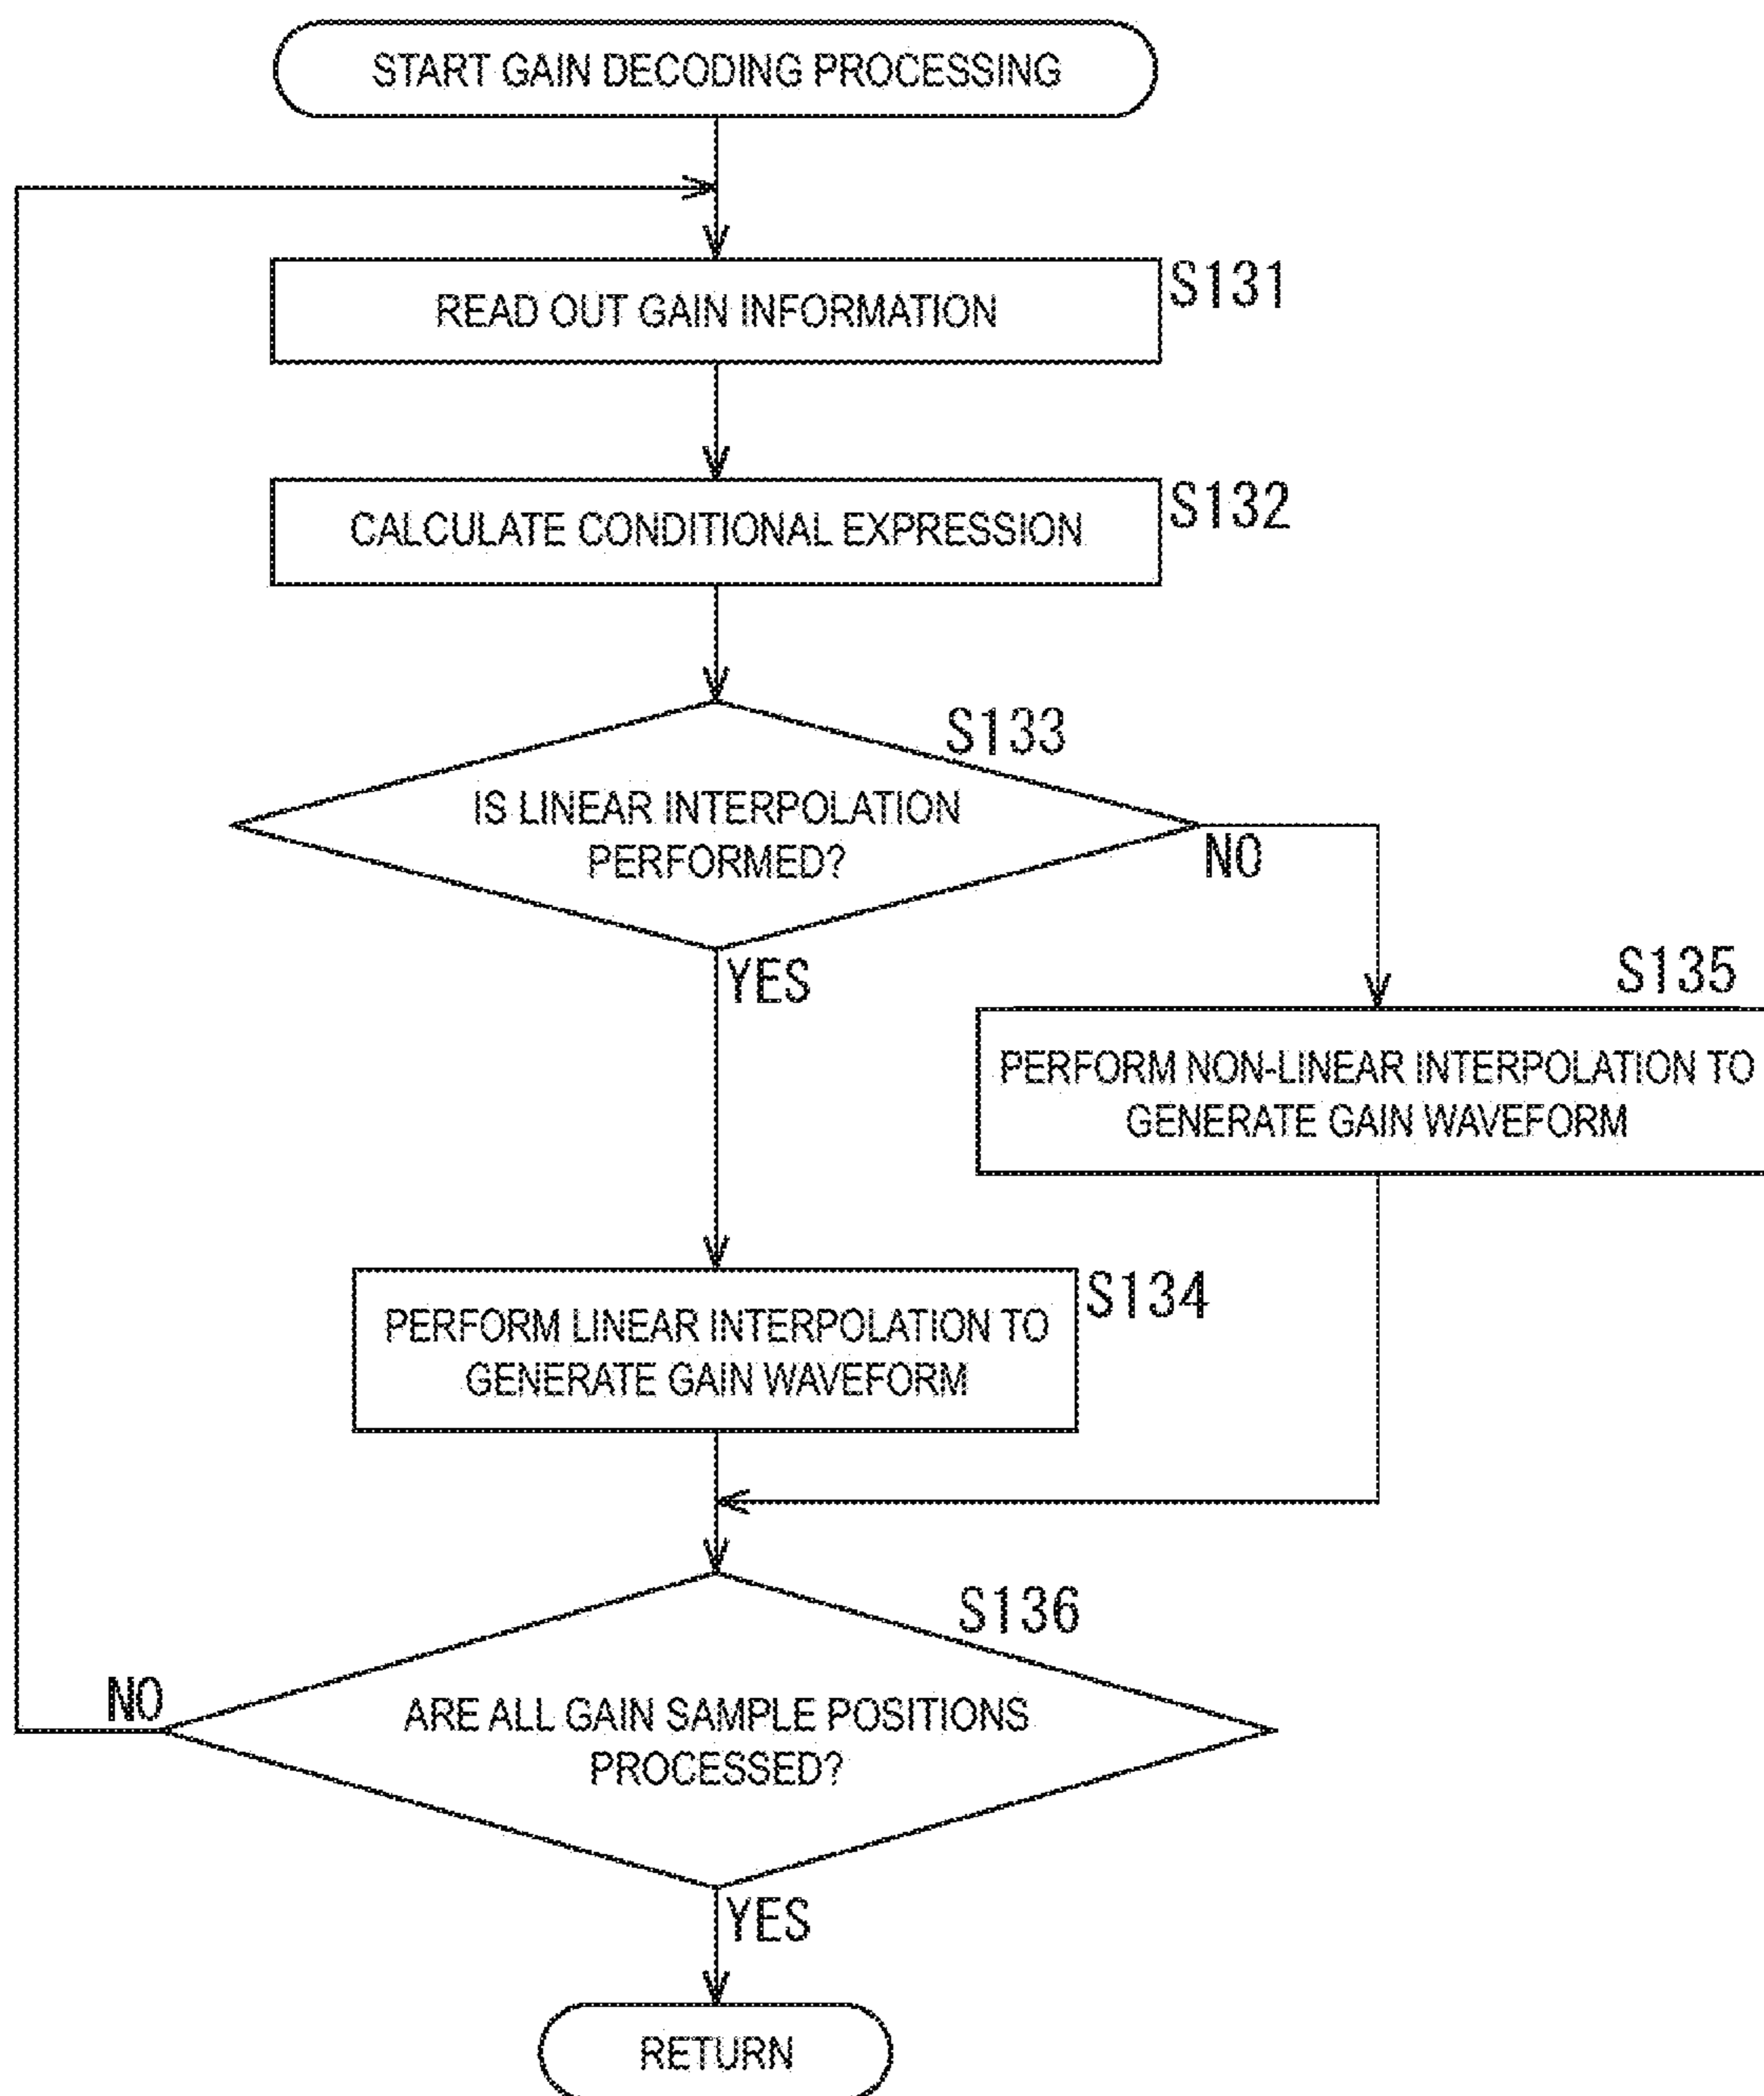 START GAIN DECODING PROCESSING
READ OUT GAIN INFORMATION
S131
CALCULATE CONDITIONAL EXPRESSION
S132
S133
IS LINEAR INTERPOLATION
PERFORMED?
NO
YES
S135
PERFORM NON-LINEAR INTERPOLATION TO
GENERATE GAIN WAVEFORM
S134
PERFORM LINEAR INTERPOLATION TO
GENERATE GAIN WAVEFORM
S136
NO
ARE ALL GAIN SAMPLE POSITIONS
PROCESSED?
YES
RETURN